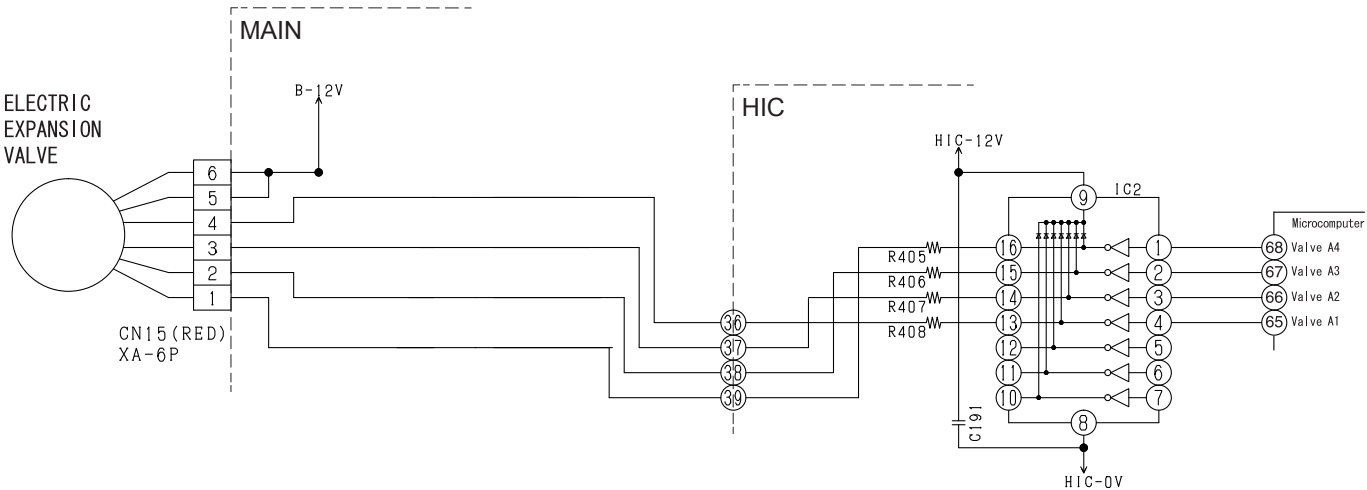 MAIN
B-12V
ELECTRIC
EXPANSION
VALVE
6
5
4
3
2
1
CN15(RED)
XA-6P
HIC
HIC-12V
36
37
38
39
R405
R406
R407
R408
C191
IC2
9
16
15
14
13
12
11
10
1
2
3
4
5
6
7
8
HIC-0V
Microcomputer
68 Valve A4
67 Valve A3
66 Valve A2
65 Valve A1